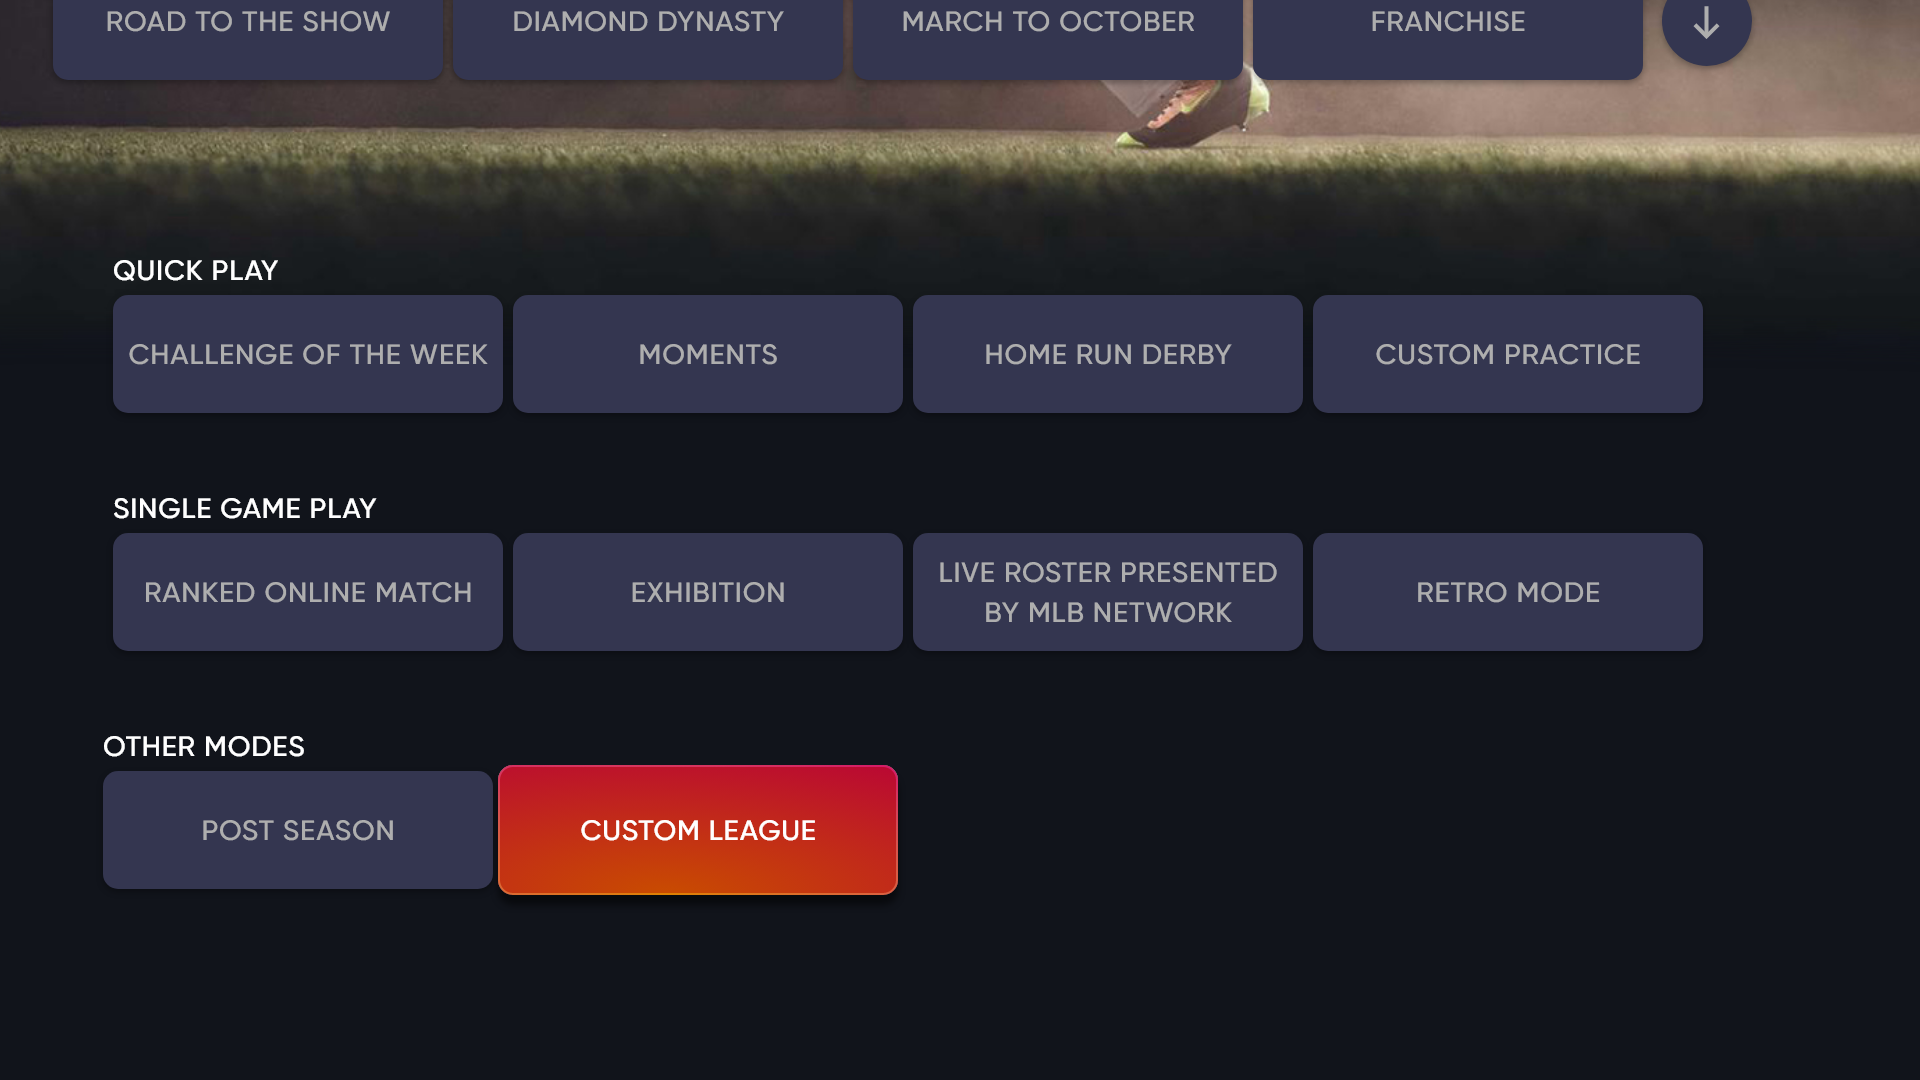 ROAD TO THE SHOW
DIAMOND DYNASTY
MARCH TO OCTOBER
FRANCHISE
QUICK PLAY
CHALLENGE OF THE WEEK
MOMENTS
HOME RUN DERBY
CUSTOM PRACTICE
SINGLE GAME PLAY
RANKED ONLINE MATCH
EXHIBITION
LIVE ROSTER PRESENTED
BY MLB NETWORK
RETRO MODE
OTHER MODES
POST SEASON
CUSTOM LEAGUE